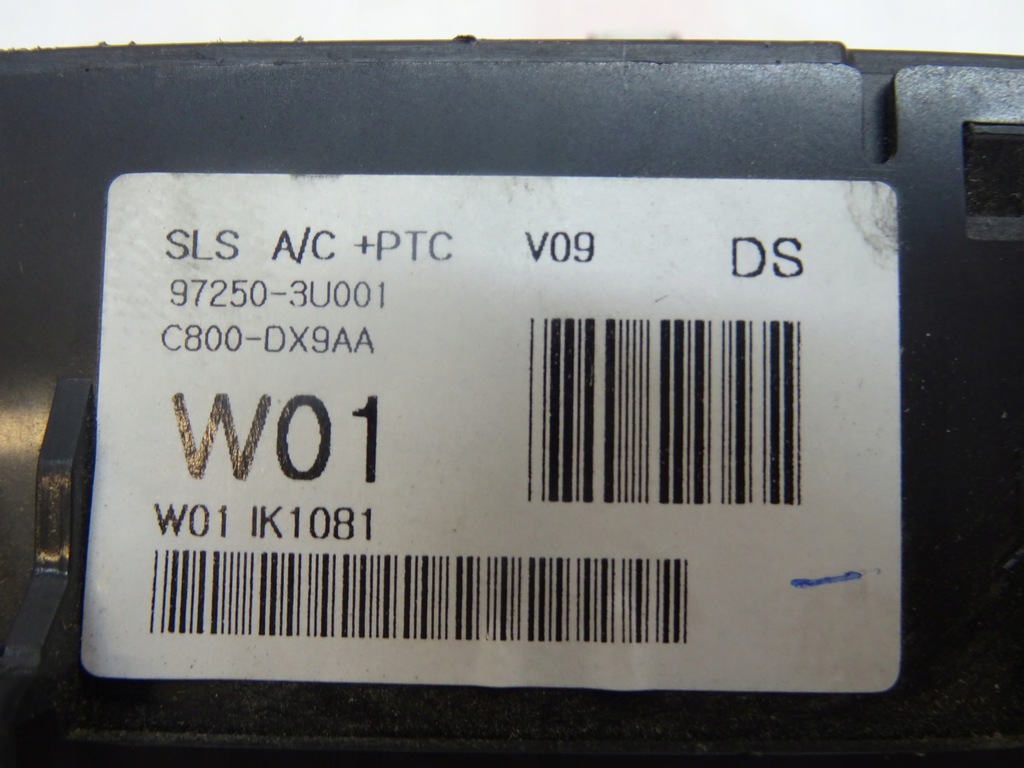 SLS A/C +PTC V09 DS
97250-3U001
C800-DX9AA
W01
W01 IK1081